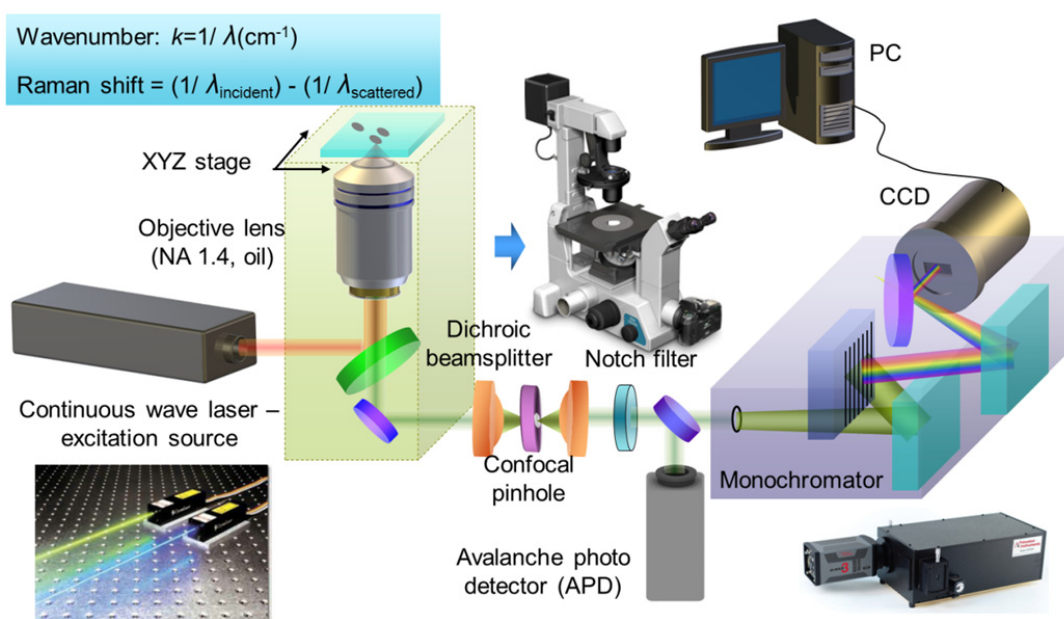 Wavenumber: k=1/ λ(cm⁻¹)
Raman shift = (1/ λincident) - (1/ λscattered)
PC
XYZ stage
CCD
Objective lens
(NA 1.4, oil)
Dichroic
beamsplitter
Notch filter
Continuous wave laser –
excitation source
Confocal
pinhole
Monochromator
Avalanche photo
detector (APD)